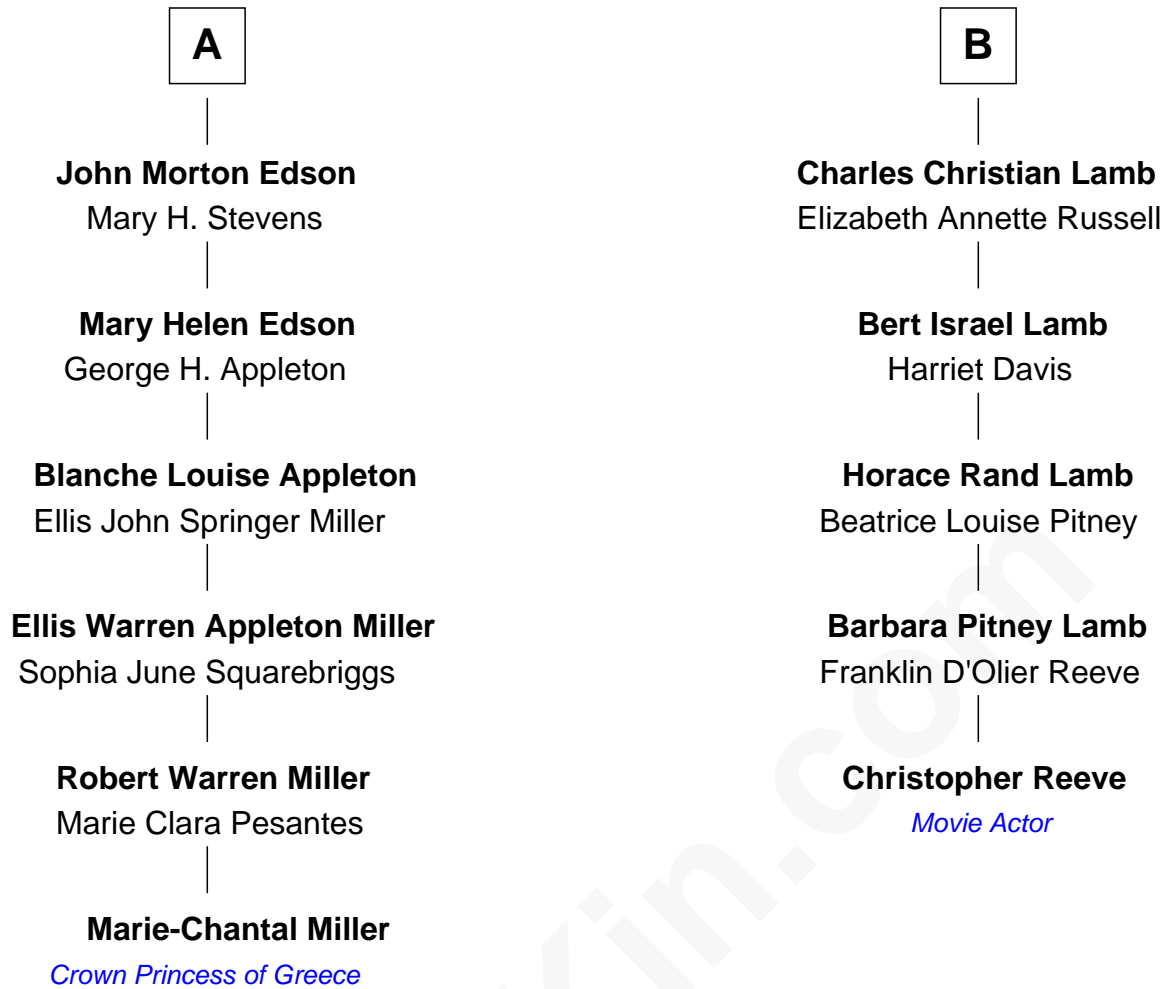 A
John Morton Edson
Mary H. Stevens
Mary Helen Edson
George H. Appleton
Blanche Louise Appleton
Ellis John Springer Miller
Ellis Warren Appleton Miller
Sophia June Squarebriggs
Robert Warren Miller
Marie Clara Pesantes
Marie-Chantal Miller
Crown Princess of Greece
B
Charles Christian Lamb
Elizabeth Annette Russell
Bert Israel Lamb
Harriet Davis
Horace Rand Lamb
Beatrice Louise Pitney
Barbara Pitney Lamb
Franklin D'Olier Reeve
Christopher Reeve
Movie Actor
Kin.com